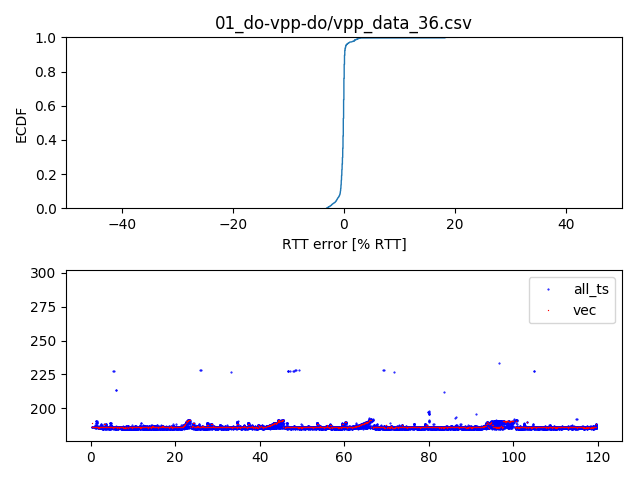 01_do-vpp-do/vpp_data_36.csv
1.0
0.8
0.6
0.4
0.2
0.0
ECDF
−40 −20 0 20 40
RTT error [% RTT]
300
275
250
225
200
all_ts
vec
0 20 40 60 80 100 120